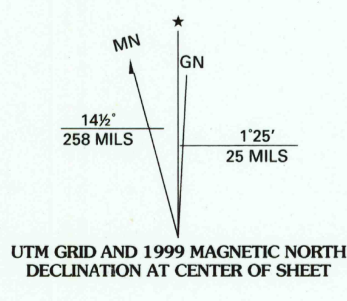 MN
GN
14½°
258 MILS
1°25′
25 MILS
UTM GRID AND 1999 MAGNETIC NORTH
DECLINATION AT CENTER OF SHEET